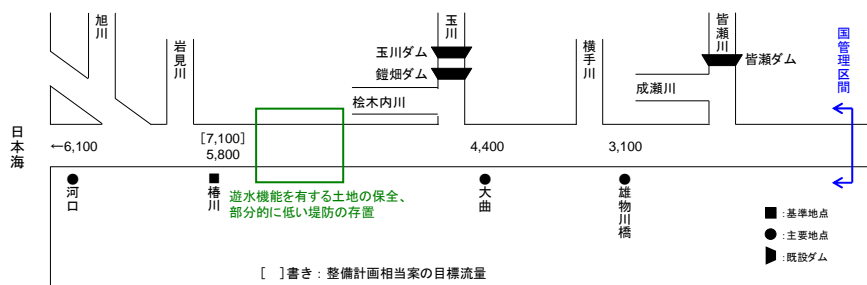 旭川
岩見川
玉川
玉川ダム
鎧畑ダム
桧木内川
横手川
皆瀬川
皆瀬ダム
成瀬川
国管理区間
日本海
←6,100
[7,100]
5,800
4,400
3,100
河口
椿川
遊水機能を有する土地の保全、
部分的に低い堤防の存置
大曲
雄物川橋
■:基準地点
●:主要地点
:既設ダム
[ ]書き:整備計画相当案の目標流量